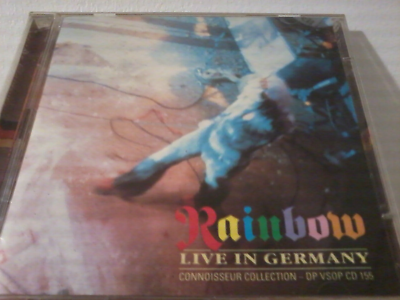 Rainbow
LIVE IN GERMANY
CONNOISSEUR COLLECTION - DP VSOP CD 155